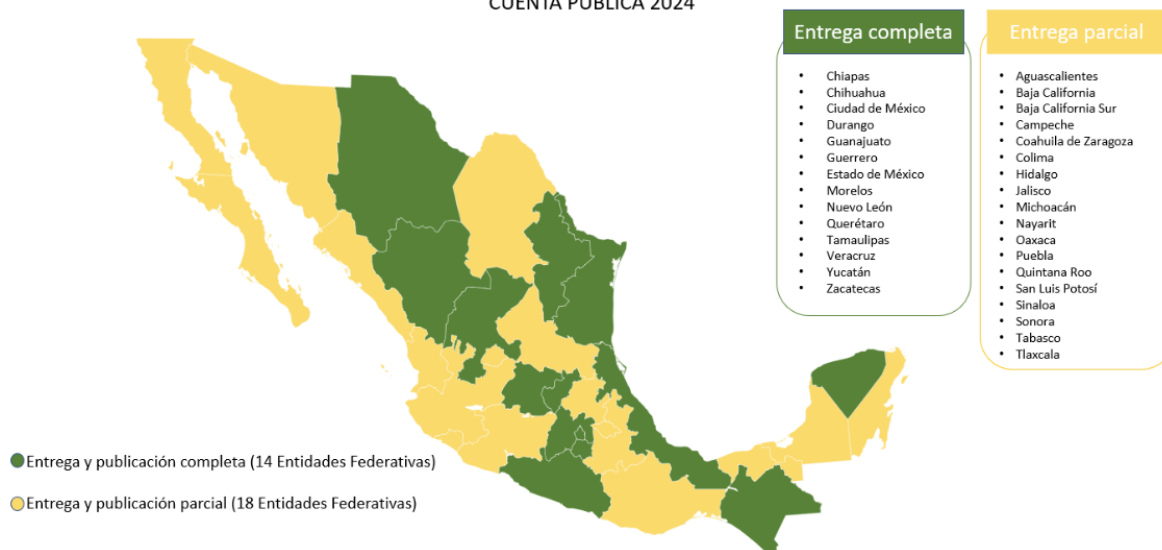 CUENTA PÚBLICA 2024
Entrega completa
• Chiapas
• Chihuahua
• Ciudad de México
• Durango
• Guanajuato
• Guerrero
• Estado de México
• Morelos
• Nuevo León
• Querétaro
• Tamaulipas
• Veracruz
• Yucatán
• Zacatecas
Entrega parcial
• Aguascalientes
• Baja California
• Baja California Sur
• Campeche
• Coahuila de Zaragoza
• Colima
• Hidalgo
• Jalisco
• Michoacán
• Nayarit
• Oaxaca
• Puebla
• Quintana Roo
• San Luis Potosí
• Sinaloa
• Sonora
• Tabasco
• Tlaxcala
Entrega y publicación completa (14 Entidades Federativas)
Entrega y publicación parcial (18 Entidades Federativas)